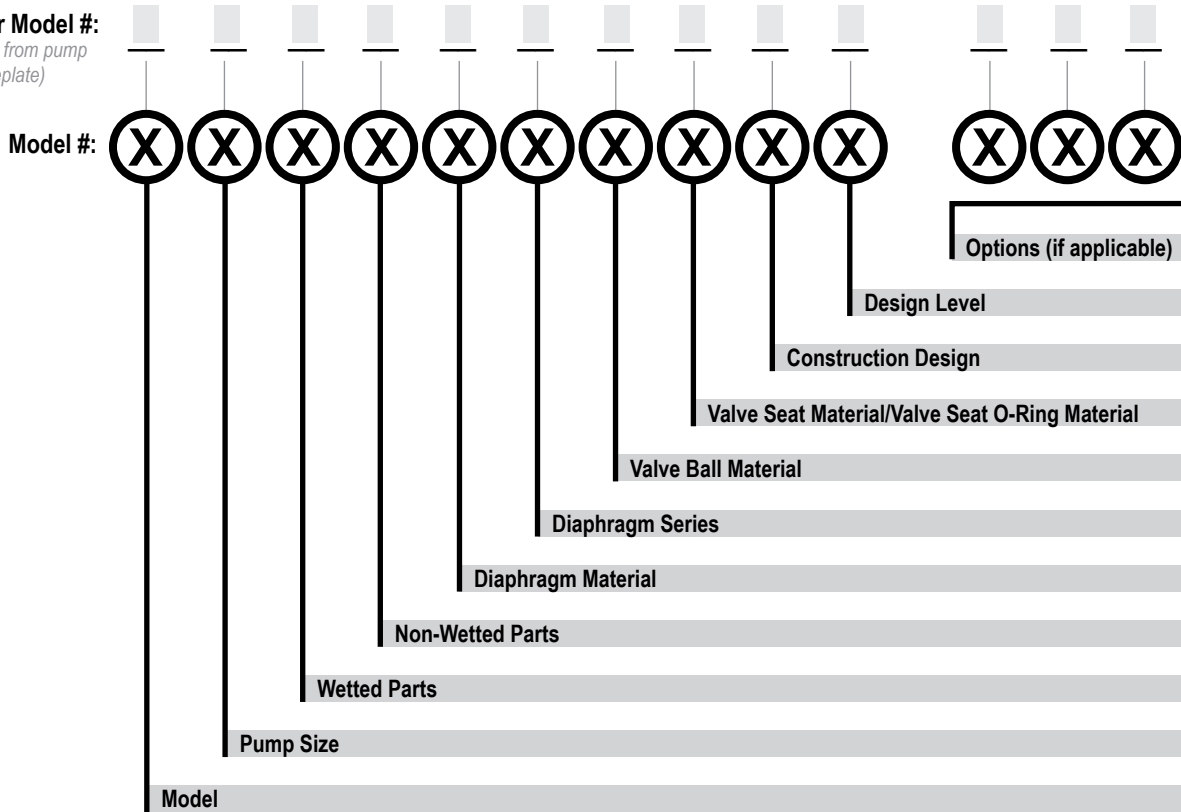 r Model #:
from pump
plate)
Model #: X X X X X X X X X X X X X
Options (if applicable)
Design Level
Construction Design
Valve Seat Material/Valve Seat O-Ring Material
Valve Ball Material
Diaphragm Series
Diaphragm Material
Non-Wetted Parts
Wetted Parts
Pump Size
Model